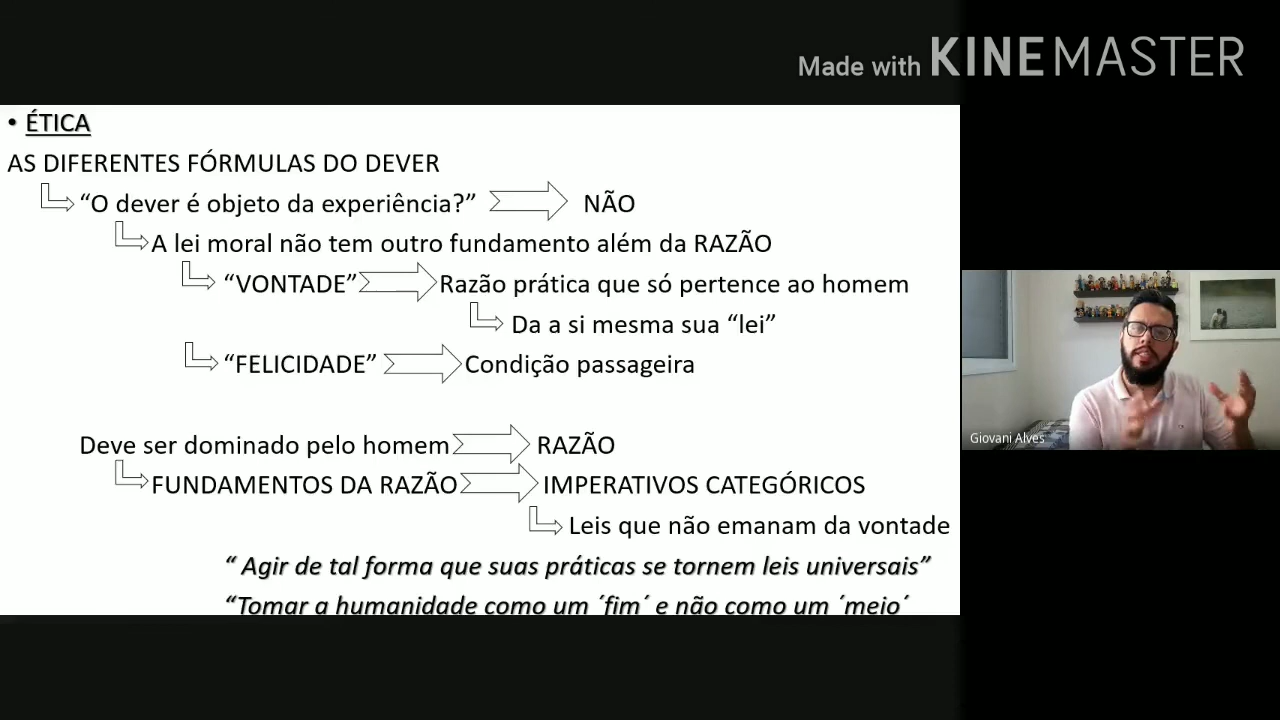 Made with KINEMASTER
• ÉTICA
AS DIFERENTES FÓRMULAS DO DEVER
“O dever é objeto da experiência?” NÃO
A lei moral não tem outro fundamento além da RAZÃO
“VONTADE” Razão prática que só pertence ao homem
Da a si mesma sua “lei”
“FELICIDADE” Condição passageira
Deve ser dominado pelo homem RAZÃO
FUNDAMENTOS DA RAZÃO IMPERATIVOS CATEGÓRICOS
Leis que não emanam da vontade
“ Agir de tal forma que suas práticas se tornem leis universais”
“Tomar a humanidade como um ´fim´ e não como um ´meio´
Giovani Alves